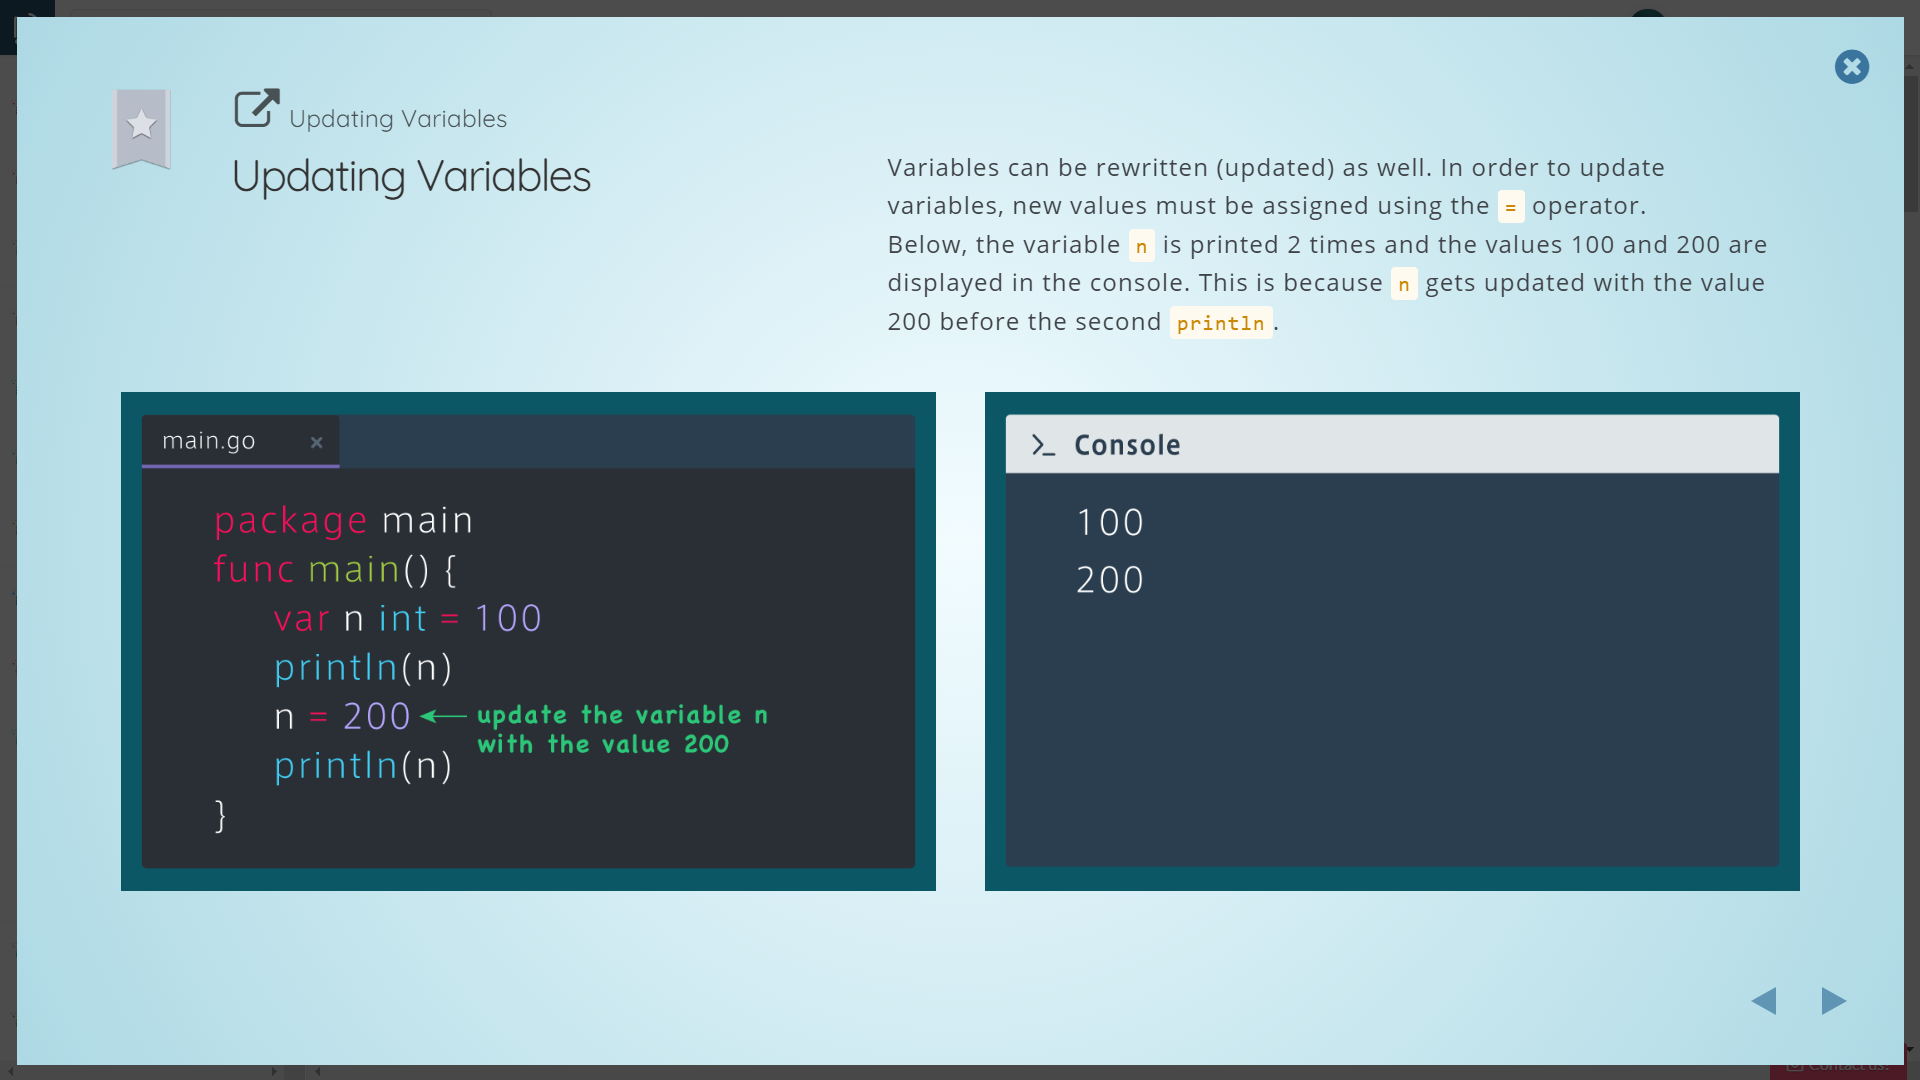 Updating Variables
Updating Variables
Variables can be rewritten (updated) as well. In order to update
variables, new values must be assigned using the = operator.
Below, the variable n is printed 2 times and the values 100 and 200 are
displayed in the console. This is because n gets updated with the value
200 before the second println.
main.go ×
package main
func main() {
var n int = 100
println(n)
n = 200 ← update the variable n
with the value 200
println(n)
}
>_ Console
100
200
Contact us!